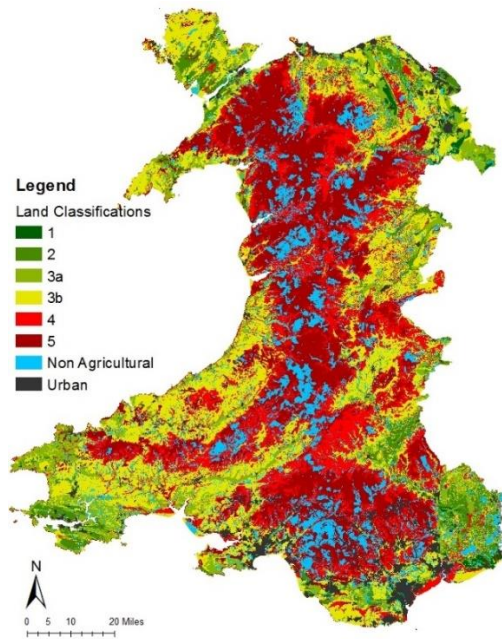 Legend
Land Classifications
1
2
3a
3b
4
5
Non Agricultural
Urban
N
0 5 10 20 Miles